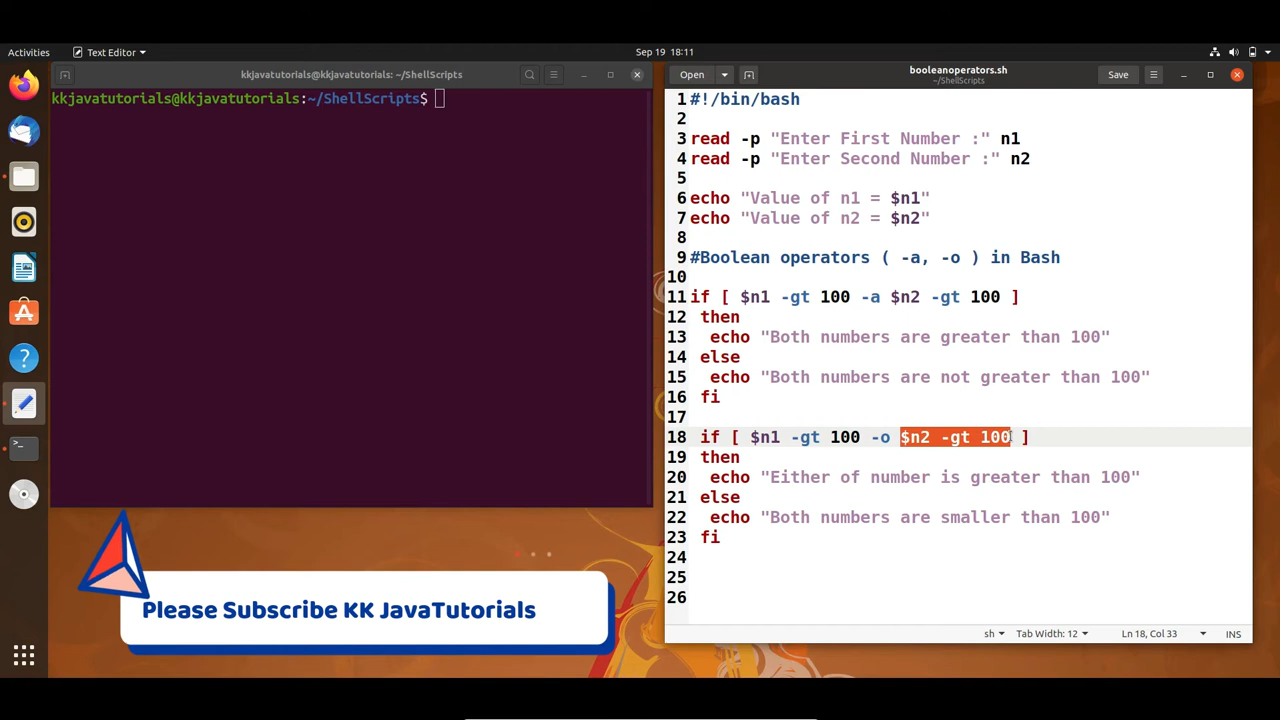 Activities
Text Editor
Sep 19 18:11
kkjavatutorials@kkjavatutorials: ~/ShellScripts
kkjavatutorials@kkjavatutorials:~/ShellScripts$
Open
booleanoperators.sh
~/ShellScripts
Save
1 #!/bin/bash
2
3 read -p "Enter First Number :" n1
4 read -p "Enter Second Number :" n2
5
6 echo "Value of n1 = $n1"
7 echo "Value of n2 = $n2"
8
9 #Boolean operators ( -a, -o ) in Bash
10
11 if [ $n1 -gt 100 -a $n2 -gt 100 ]
12 then
13 echo "Both numbers are greater than 100"
14 else
15 echo "Both numbers are not greater than 100"
16 fi
17
18 if [ $n1 -gt 100 -o $n2 -gt 100 ]
19 then
20 echo "Either of number is greater than 100"
21 else
22 echo "Both numbers are smaller than 100"
23 fi
24
25
26
sh
Tab Width: 12
Ln 18, Col 33
INS
Please Subscribe KK JavaTutorials